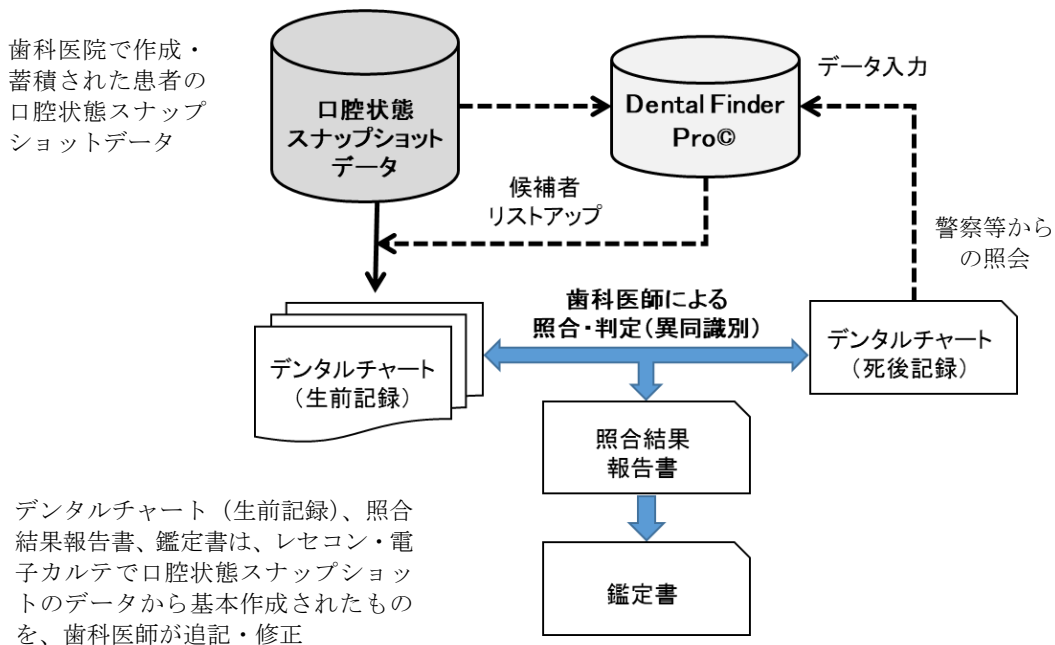 歯科医院で作成・
蓄積された患者の
口腔状態スナップ
ショットデータ
口腔状態
スナップショット
データ
Dental Finder
Pro©
データ入力
候補者
リストアップ
警察等から
の照会
歯科医師による
照合・判定(異同識別)
デンタルチャート
（生前記録）
デンタルチャート
（死後記録）
照合結果
報告書
鑑定書
デンタルチャート（生前記録）、照合
結果報告書、鑑定書は、レセコン・電
子カルテで口腔状態スナップショッ
トのデータから基本作成されたもの
を、歯科医師が追記・修正